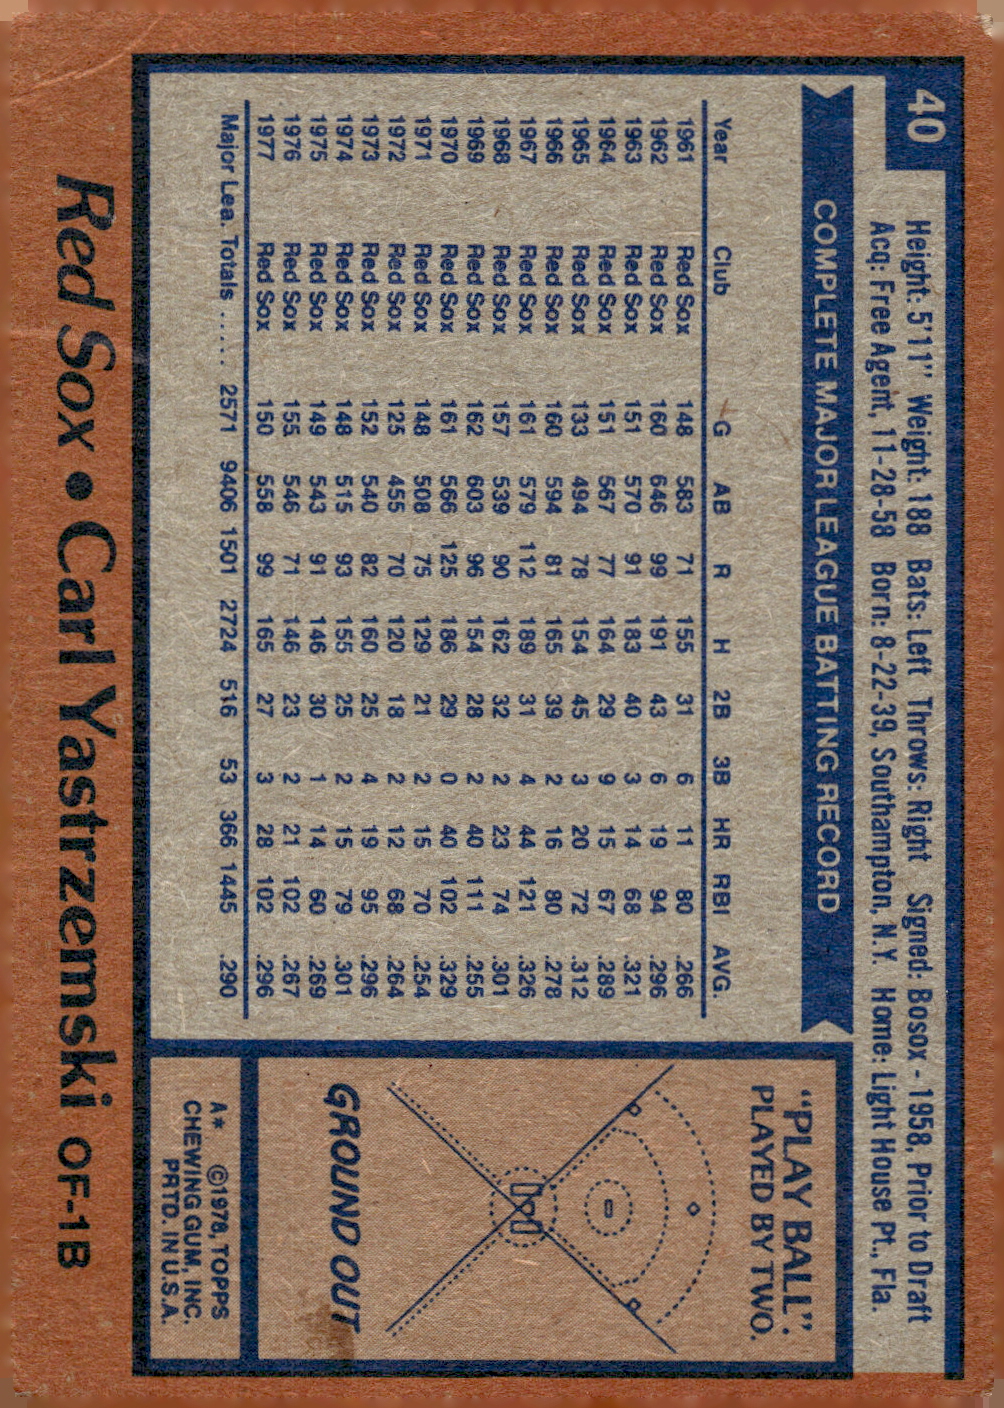 40
Height: 5'11" Weight: 188 Bats: Left Throws: Right Signed: Bosox - 1958, Prior to Draft
Acq: Free Agent, 11-28-58 Born: 8-22-39, Southampton, N.Y. Home: Light House Pt., Fla.
COMPLETE MAJOR LEAGUE BATTING RECORD
Year Club G AB R H 2B 3B HR RBI AVG.
1961 Red Sox 148 583 71 155 31 6 11 80 .266
1962 Red Sox 160 646 99 191 43 6 19 94 .296
1963 Red Sox 151 570 91 183 40 3 14 68 .321
1964 Red Sox 151 567 77 164 29 9 15 67 .289
1965 Red Sox 133 494 78 154 45 3 20 72 .312
1966 Red Sox 160 594 81 165 39 2 16 80 .278
1967 Red Sox 161 579 112 189 31 4 44 121 .326
1968 Red Sox 157 539 90 162 32 2 23 74 .301
1969 Red Sox 162 603 96 154 28 2 40 111 .255
1970 Red Sox 161 566 125 186 29 0 40 102 .329
1971 Red Sox 148 508 75 129 21 2 15 70 .254
1972 Red Sox 125 455 70 120 18 2 12 68 .264
1973 Red Sox 152 540 82 160 25 4 19 95 .296
1974 Red Sox 148 515 93 155 25 2 15 79 .301
1975 Red Sox 149 543 91 146 30 1 14 60 .269
1976 Red Sox 155 546 71 146 23 2 21 102 .267
1977 Red Sox 150 558 99 165 27 3 28 102 .296
Major Lea. Totals ..... 2571 9406 1501 2724 516 53 366 1445 .290
"PLAY BALL".
PLAYED BY TWO.
GROUND OUT
A* ©1978, TOPPS
CHEWING GUM, INC.
PRTD. IN U.S.A.
Red Sox • Carl Yastrzemski OF-1B